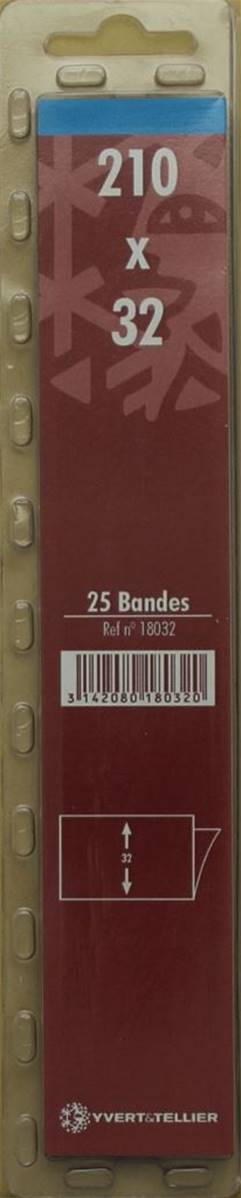 210
x
32
25 Bandes
Ref n° 18032
3 142080 180320
32
YVERT&TELLIER